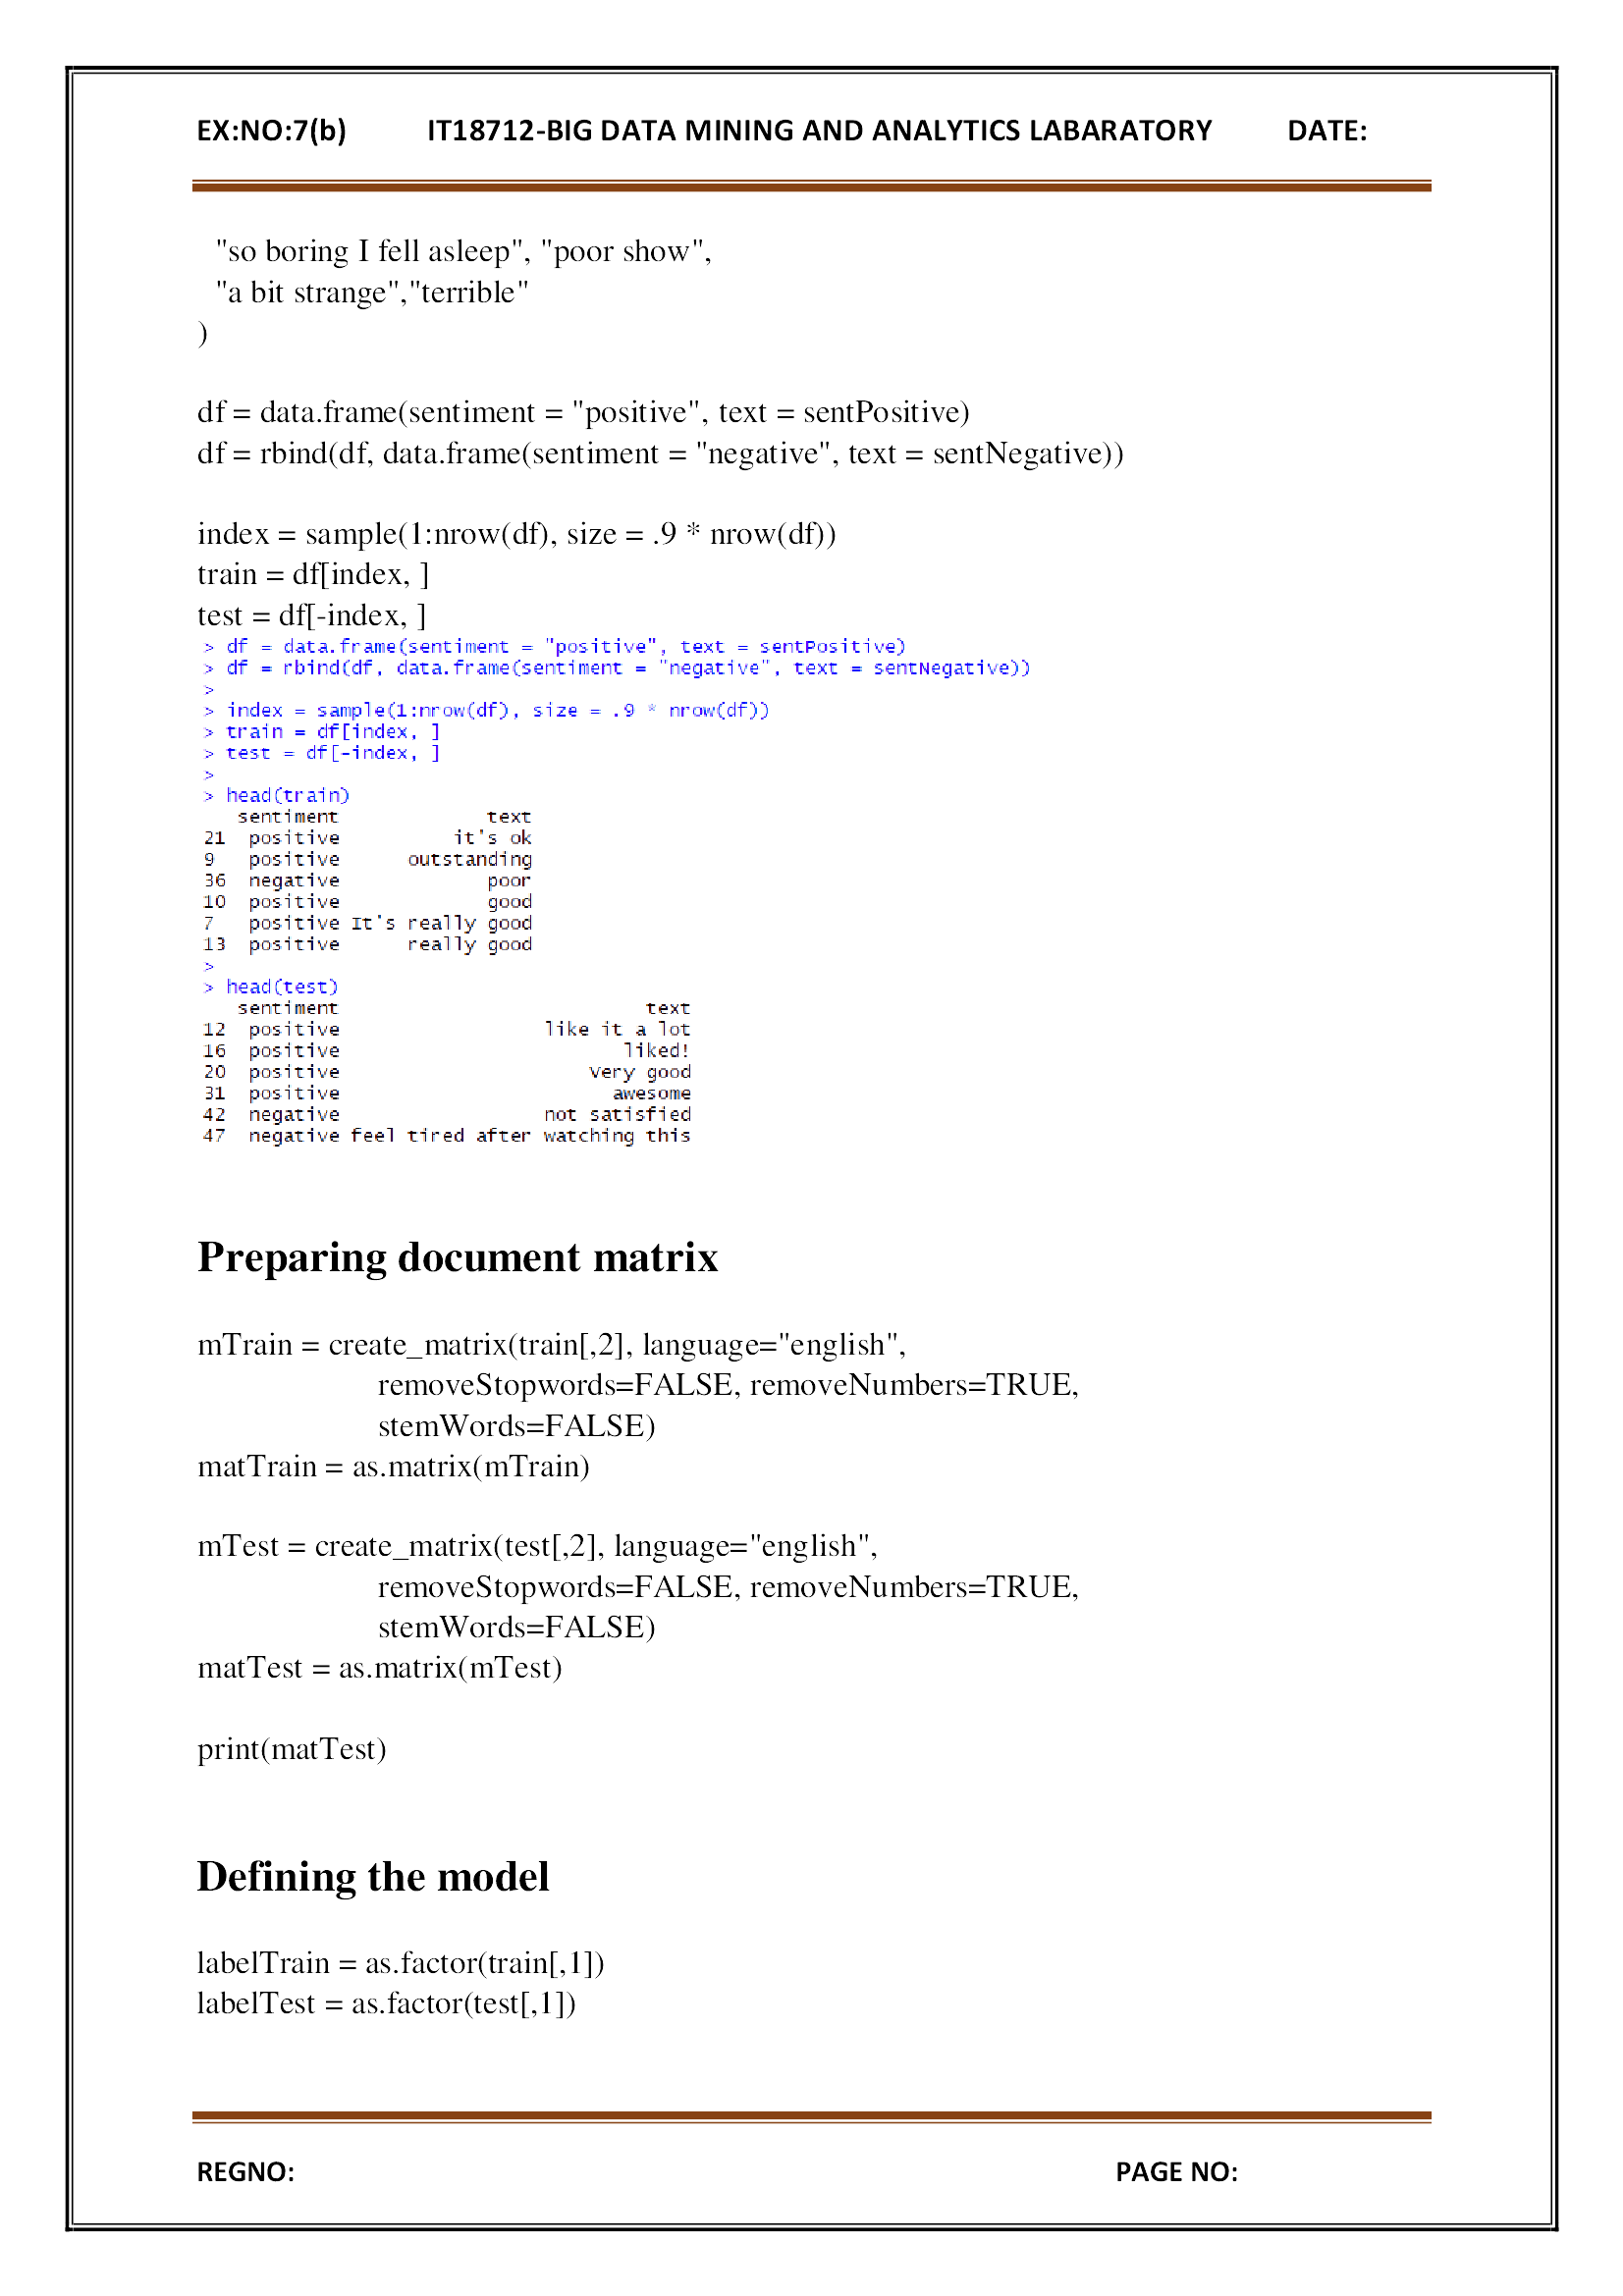 EX:NO:7(b) IT18712-BIG DATA MINING AND ANALYTICS LABARATORY DATE:
"so boring I fell asleep", "poor show",
"a bit strange","terrible"
)
df = data.frame(sentiment = "positive", text = sentPositive)
df = rbind(df, data.frame(sentiment = "negative", text = sentNegative))
index = sample(1:nrow(df), size = .9 * nrow(df))
train = df[index, ]
test = df[-index, ]
> df = data.frame(sentiment = "positive", text = sentPositive)
> df = rbind(df, data.frame(sentiment = "negative", text = sentNegative))
>
> index = sample(1:nrow(df), size = .9 * nrow(df))
> train = df[index, ]
> test = df[-index, ]
>
> head(train)
sentiment text
21 positive it's ok
9 positive outstanding
36 negative poor
10 positive good
7 positive It's really good
13 positive really good
>
> head(test)
sentiment text
12 positive like it a lot
16 positive liked!
20 positive Very good
31 positive awesome
42 negative not satisfied
47 negative feel tired after watching this
Preparing document matrix
mTrain = create_matrix(train[,2], language="english",
removeStopwords=FALSE, removeNumbers=TRUE,
stemWords=FALSE)
matTrain = as.matrix(mTrain)
mTest = create_matrix(test[,2], language="english",
removeStopwords=FALSE, removeNumbers=TRUE,
stemWords=FALSE)
matTest = as.matrix(mTest)
print(matTest)
Defining the model
labelTrain = as.factor(train[,1])
labelTest = as.factor(test[,1])
REGNO: PAGE NO: